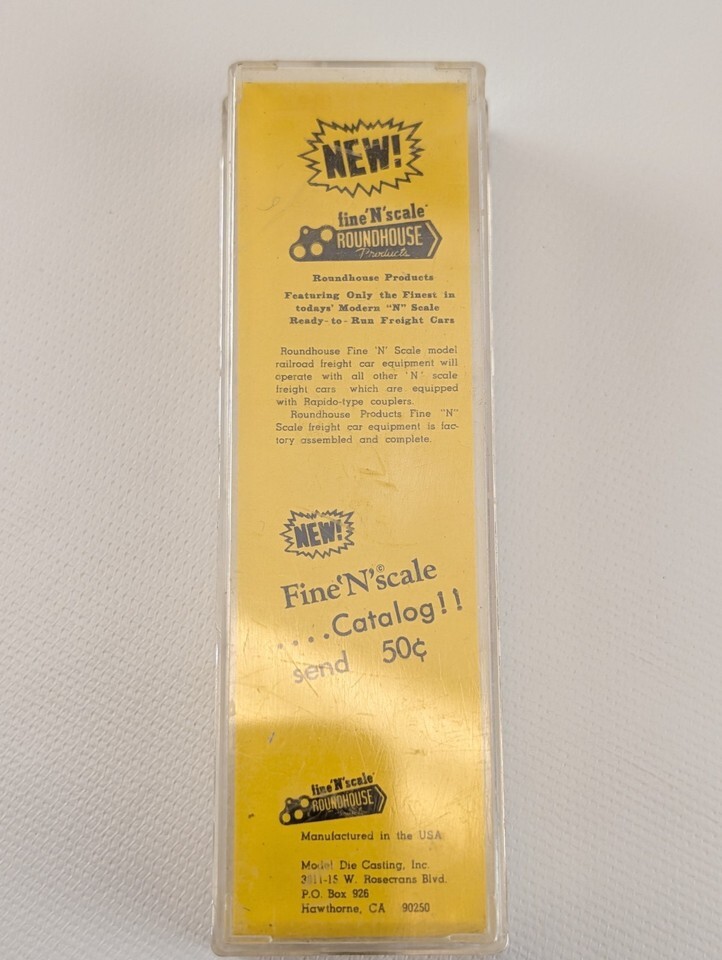 NEW!
fine 'N' scale
ROUNDHOUSE
Products
Roundhouse Products
Featuring Only the Finest in
todays' Modern "N" Scale
Ready-to-Run Freight Cars
Roundhouse Fine 'N' Scale model
railroad freight car equipment will
operate with all other 'N' scale
freight cars which are equipped
with Rapido-type couplers.
Roundhouse Products Fine "N"
Scale freight car equipment is fac-
tory assembled and complete.
NEW!
Fine 'N'© scale
....Catalog!!
send 50¢
fine 'N' scale
ROUNDHOUSE
Manufactured in the USA
Model Die Casting, Inc.
W. Rosecrans Blvd.
P.O. Box 926
Hawthorne, CA 90250